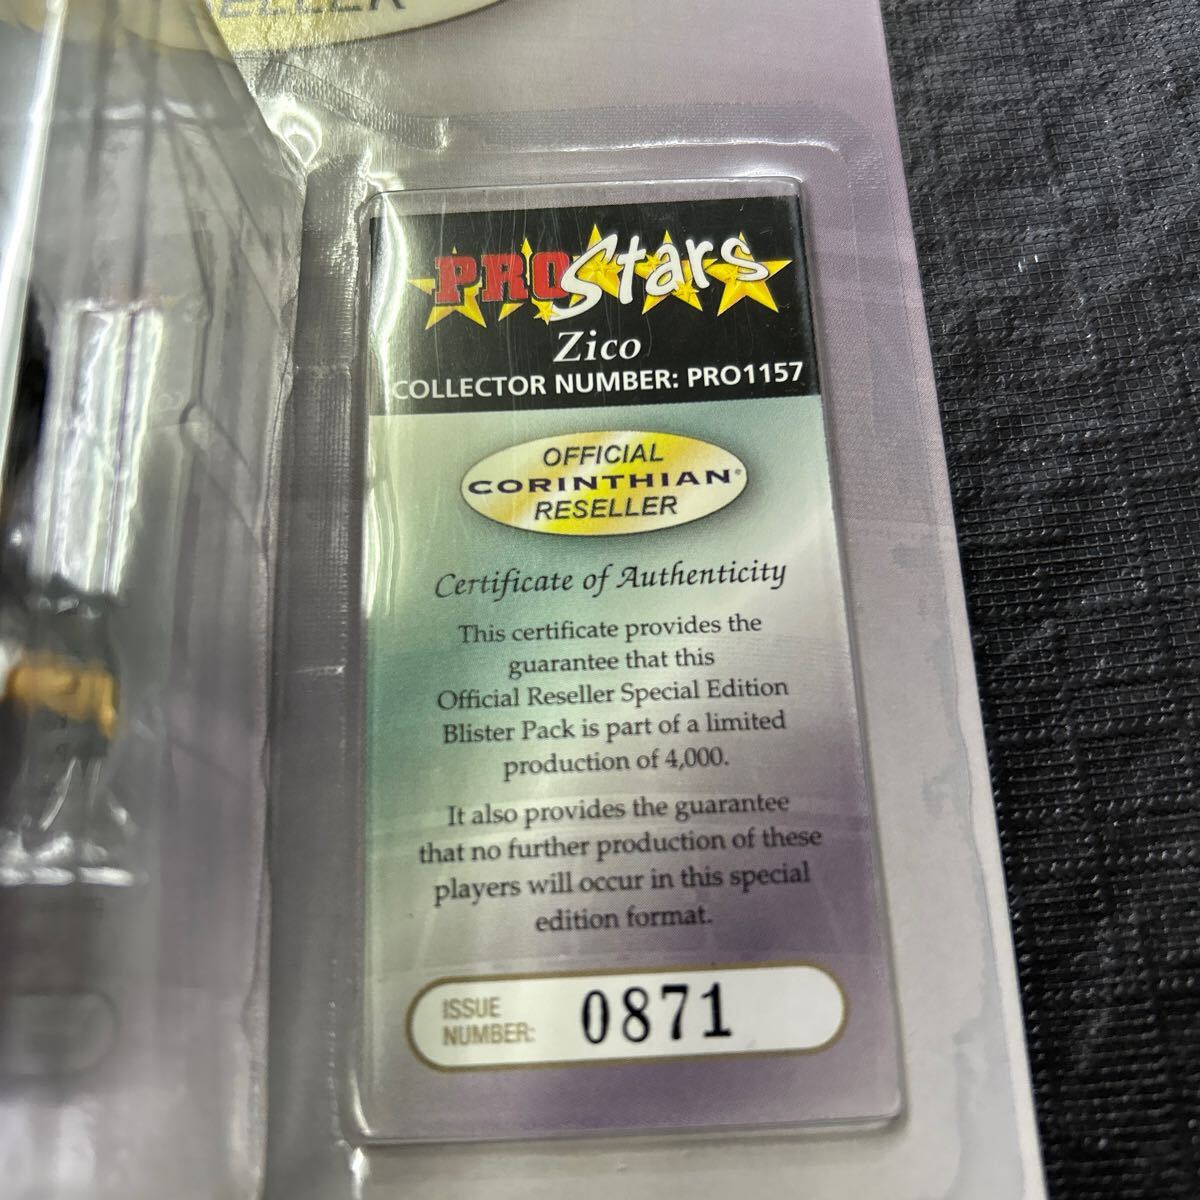 ELLER
PROStars
Zico
COLLECTOR NUMBER: PRO1157
OFFICIAL
CORINTHIAN®
RESELLER
Certificate of Authenticity
This certificate provides the
guarantee that this
Official Reseller Special Edition
Blister Pack is part of a limited
production of 4,000.
It also provides the guarantee
that no further production of these
players will occur in this special
edition format.
ISSUE
NUMBER: 0871